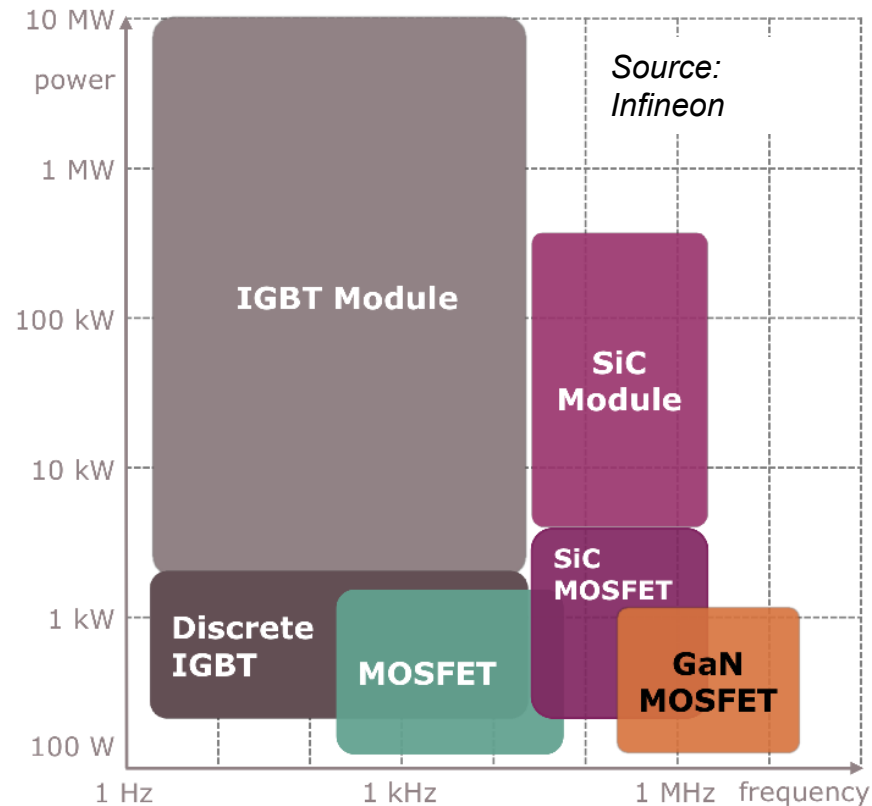 10 MW
power
Source:
Infineon
1 MW
IGBT Module
100 kW
SiC
Module
10 kW
SiC
MOSFET
1 kW
Discrete
IGBT
MOSFET
GaN
MOSFET
100 W
1 Hz
1 kHz
1 MHz
frequency